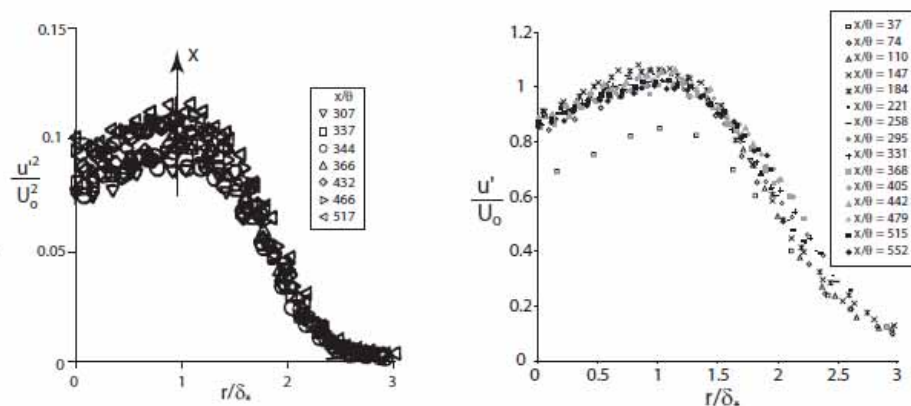 0.15
0.1
0.05
0
u'²
U₀²
x
x/θ
▽ 307
□ 337
○ 344
△ 366
◇ 432
◁ 466
◁ 517
0 1 2 3
r/δ*
1.2
1
0.8
0.6
0.4
0.2
0
u'
U₀
x/θ = 37
x/θ = 74
x/θ = 110
x/θ = 147
x/θ = 184
x/θ = 221
x/θ = 258
x/θ = 295
x/θ = 331
x/θ = 368
x/θ = 405
x/θ = 442
x/θ = 479
x/θ = 515
x/θ = 552
0 0.5 1 1.5 2 2.5 3
r/δ*